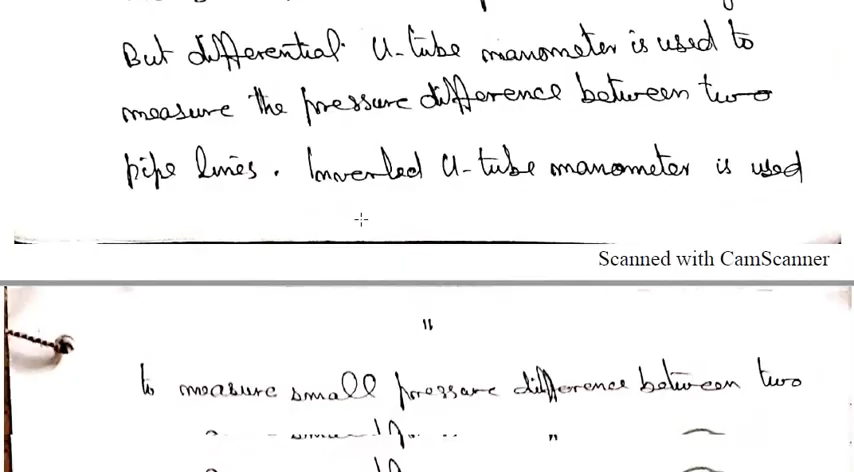 But differential U-tube manometer is used to
measure the pressure difference between two
pipe lines. Inverted U-tube manometer is used
Scanned with CamScanner
11
to measure small pressure difference between two